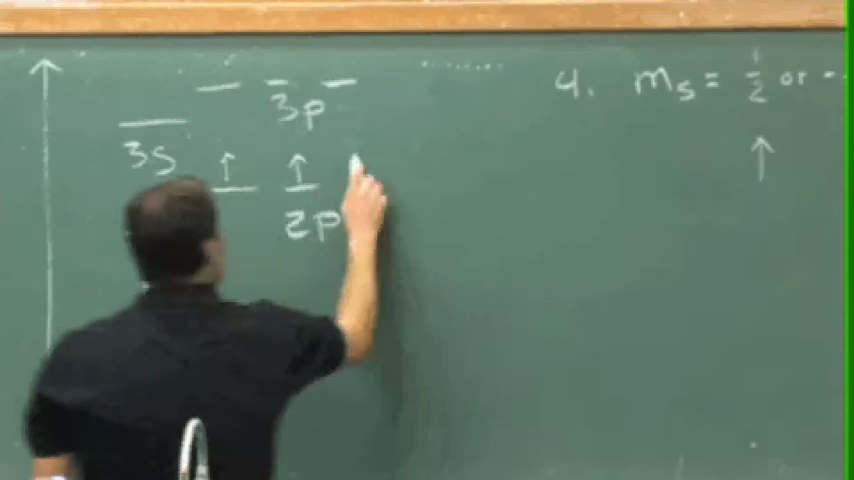 3p
3s
2p
4. ms = 1/2 or -